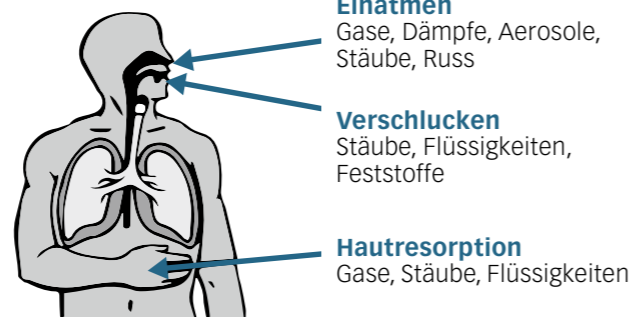 Einatmen
Gase, Dämpfe, Aerosole,
Stäube, Russ
Verschlucken
Stäube, Flüssigkeiten,
Feststoffe
Hautresorption
Gase, Stäube, Flüssigkeiten